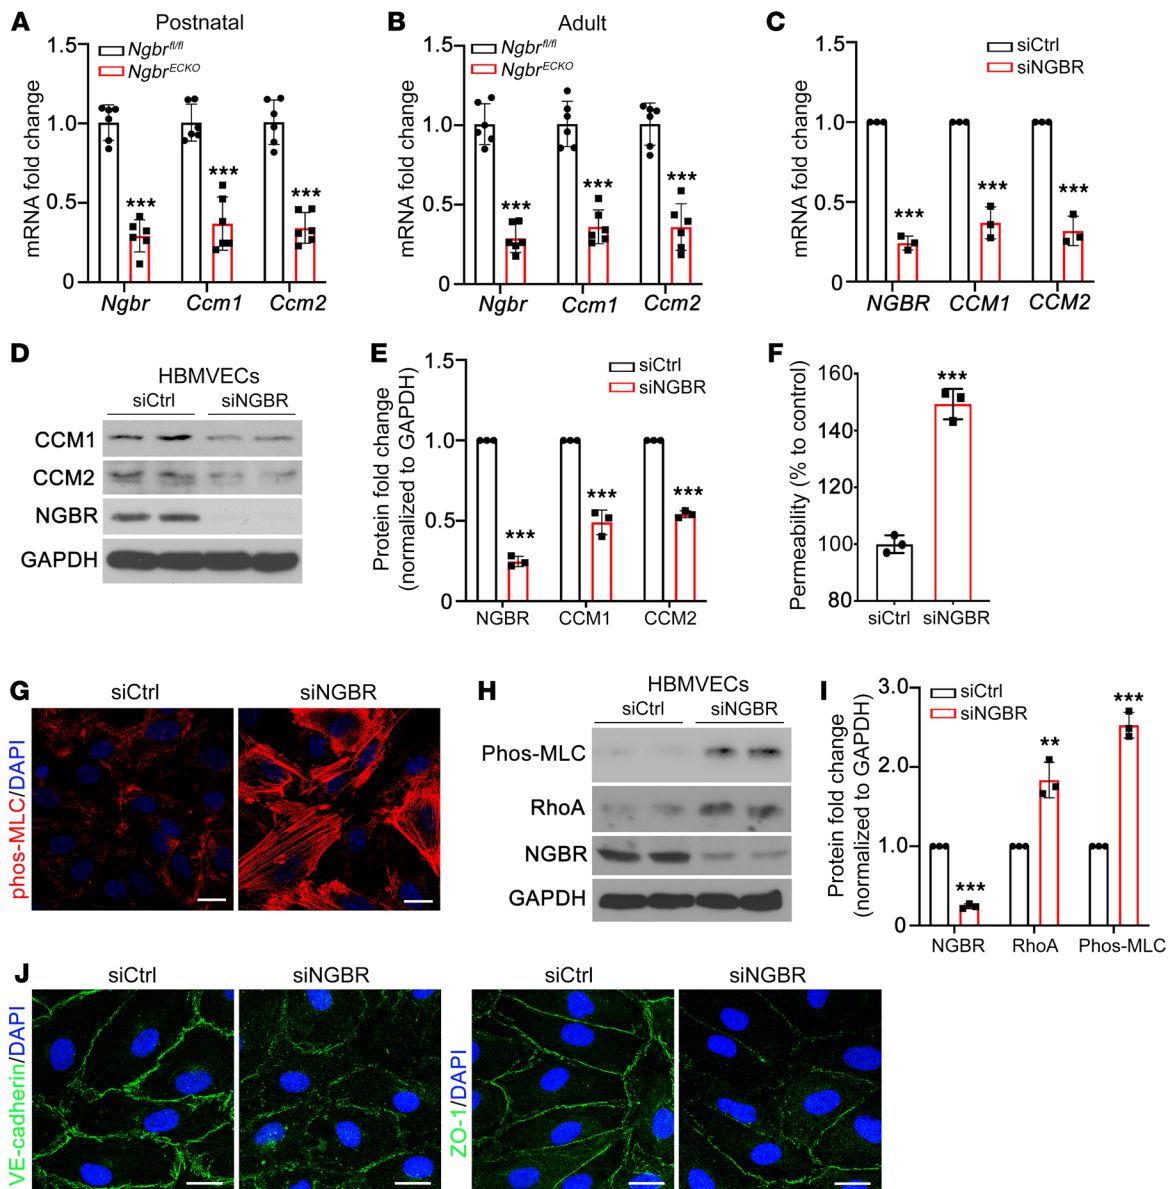 A
Postnatal
Ngbr^fl/fl
Ngbr^ECKO
mRNA fold change
1.5
1.0
0.5
0
***
***
***
Ngbr Ccm1 Ccm2
B
Adult
Ngbr^fl/fl
Ngbr^ECKO
mRNA fold change
1.5
1.0
0.5
0
***
***
***
Ngbr Ccm1 Ccm2
C
siCtrl
siNGBR
mRNA fold change
1.5
1.0
0.5
0
***
***
***
NGBR CCM1 CCM2
D
HBMVECs
siCtrl siNGBR
CCM1
CCM2
NGBR
GAPDH
E
siCtrl
siNGBR
Protein fold change
(normalized to GAPDH)
1.5
1.0
0.5
0
***
***
***
NGBR CCM1 CCM2
F
Permeability (% to control)
160
140
120
100
80
***
siCtrl siNGBR
G
siCtrl siNGBR
phos-MLC/DAPI
H
HBMVECs
siCtrl siNGBR
Phos-MLC
RhoA
NGBR
GAPDH
I
siCtrl
siNGBR
Protein fold change
(normalized to GAPDH)
3.0
2.0
1.0
0
***
**
***
NGBR RhoA Phos-MLC
J
siCtrl siNGBR
VE-cadherin/DAPI
siCtrl siNGBR
ZO-1/DAPI